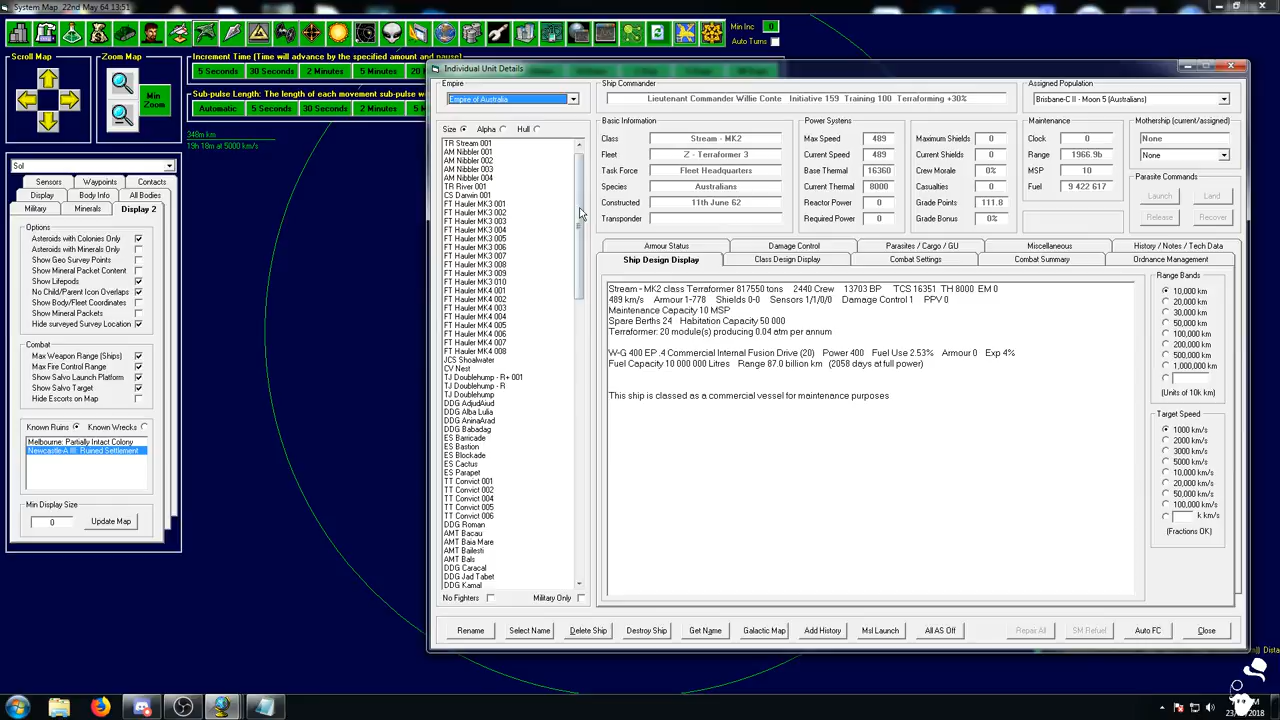 System Map 22nd May 64 13:51
Min Inc 0
Auto Turns
Scroll Map
Zoom Map
Min Zoom
Increment Time (Time will advance by the specified amount and pause)
5 Seconds 30 Seconds 2 Minutes 5 Minutes
Sub-pulse Length: The length of each movement sub-pulse
Automatic 5 Seconds 30 Seconds 2 Minutes
348m km
19h 18m at 5000 km/s
Sol
Sensors Waypoints Contacts
Display Body Info All Bodies
Military Minerals Display 2
Options
Asteroids with Colonies Only
Asteroids with Minerals Only
Show Geo Survey Points
Show Mineral Packet Content
Show Lifepods
No Child/Parent Icon Overlaps
Show Body/Fleet Coordinates
Show Mineral Packets
Hide surveyed Survey Location
Combat
Max Weapon Range (Ships)
Max Fire Control Range
Show Salvo Launch Platform
Show Salvo Target
Hide Escorts on Map
Known Ruins Known Wrecks
Melbourne: Partially Intact Colony
Newcastle-A III: Ruined Settlement
Min Display Size
0 Update Map
Individual Unit Details
Empire
Empire of Australia
Size Alpha Hull
TR Stream 001
AM Nibbler 001
AM Nibbler 002
AM Nibbler 003
AM Nibbler 004
TR River 001
CS Darwin 001
FT Hauler MK3 001
FT Hauler MK3 002
FT Hauler MK3 003
FT Hauler MK3 004
FT Hauler MK3 005
FT Hauler MK3 006
FT Hauler MK3 007
FT Hauler MK3 008
FT Hauler MK3 009
FT Hauler MK3 010
FT Hauler MK4 001
FT Hauler MK4 002
FT Hauler MK4 003
FT Hauler MK4 004
FT Hauler MK4 005
FT Hauler MK4 006
FT Hauler MK4 007
FT Hauler MK4 008
JCS Shoalwater
CV Nest
TJ Doublehump - R+ 001
TJ Doublehump - R
TJ Doublehump
DDG AdjudAiud
DDG Alba Lulia
DDG AninaArad
DDG Babadag
ES Barricade
ES Bastion
ES Blockade
ES Cactus
ES Parapet
TT Convict 001
TT Convict 002
TT Convict 004
TT Convict 005
TT Convict 006
DDG Roman
AMT Bacau
AMT Baia Mare
AMT Bailesti
AMT Bals
DDG Caracal
DDG Jad Tabet
DDG Kamal
No Fighters Military Only
Ship Commander
Lieutenant Commander Willie Conte Initiative 159 Training 100 Terraforming +30%
Assigned Population
Brisbane-C II - Moon 5 (Australians)
Basic Information
Class Stream - MK2
Fleet Z - Terraformer 3
Task Force Fleet Headquarters
Species Australians
Constructed 11th June 62
Transponder
Power Systems
Max Speed 489
Current Speed 489
Base Thermal 16360
Current Thermal 8000
Reactor Power 0
Required Power 0
Maximum Shields 0
Current Shields 0
Crew Morale 0%
Casualties 0
Grade Points 111.8
Grade Bonus 0%
Maintenance
Clock 0
Range 1966.9b
MSP 10
Fuel 9 422 617
Mothership (current/assigned)
None
None
Parasite Commands
Launch Land
Release Recover
Armour Status Damage Control Parasites / Cargo / GU Miscellaneous History / Notes / Tech Data
Ship Design Display Class Design Display Combat Settings Combat Summary Ordnance Management
Stream - MK2 class Terraformer 817550 tons 2440 Crew 13703 BP TCS 16351 TH 8000 EM 0
489 km/s Armour 1-778 Shields 0-0 Sensors 1/1/0/0 Damage Control 1 PPV 0
Maintenance Capacity 10 MSP
Spare Berths 24 Habitation Capacity 50 000
Terraformer: 20 module(s) producing 0.04 atm per annum
W-G 400 EP .4 Commercial Internal Fusion Drive (20) Power 400 Fuel Use 2.53% Armour 0 Exp 4%
Fuel Capacity 10 000 000 Litres Range 87.0 billion km (2058 days at full power)
This ship is classed as a commercial vessel for maintenance purposes
Range Bands
10,000 km
20,000 km
30,000 km
50,000 km
100,000 km
200,000 km
500,000 km
1,000,000 km
(Units of 10k km)
Target Speed
1000 km/s
2000 km/s
3000 km/s
5000 km/s
10,000 km/s
20,000 km/s
50,000 km/s
100,000 km/s
k km/s
(Fractions OK)
Rename Select Name Delete Ship Destroy Ship Get Name Galactic Map Add History Msl Launch All AS Off Repair All SM Refuel Auto FC Close